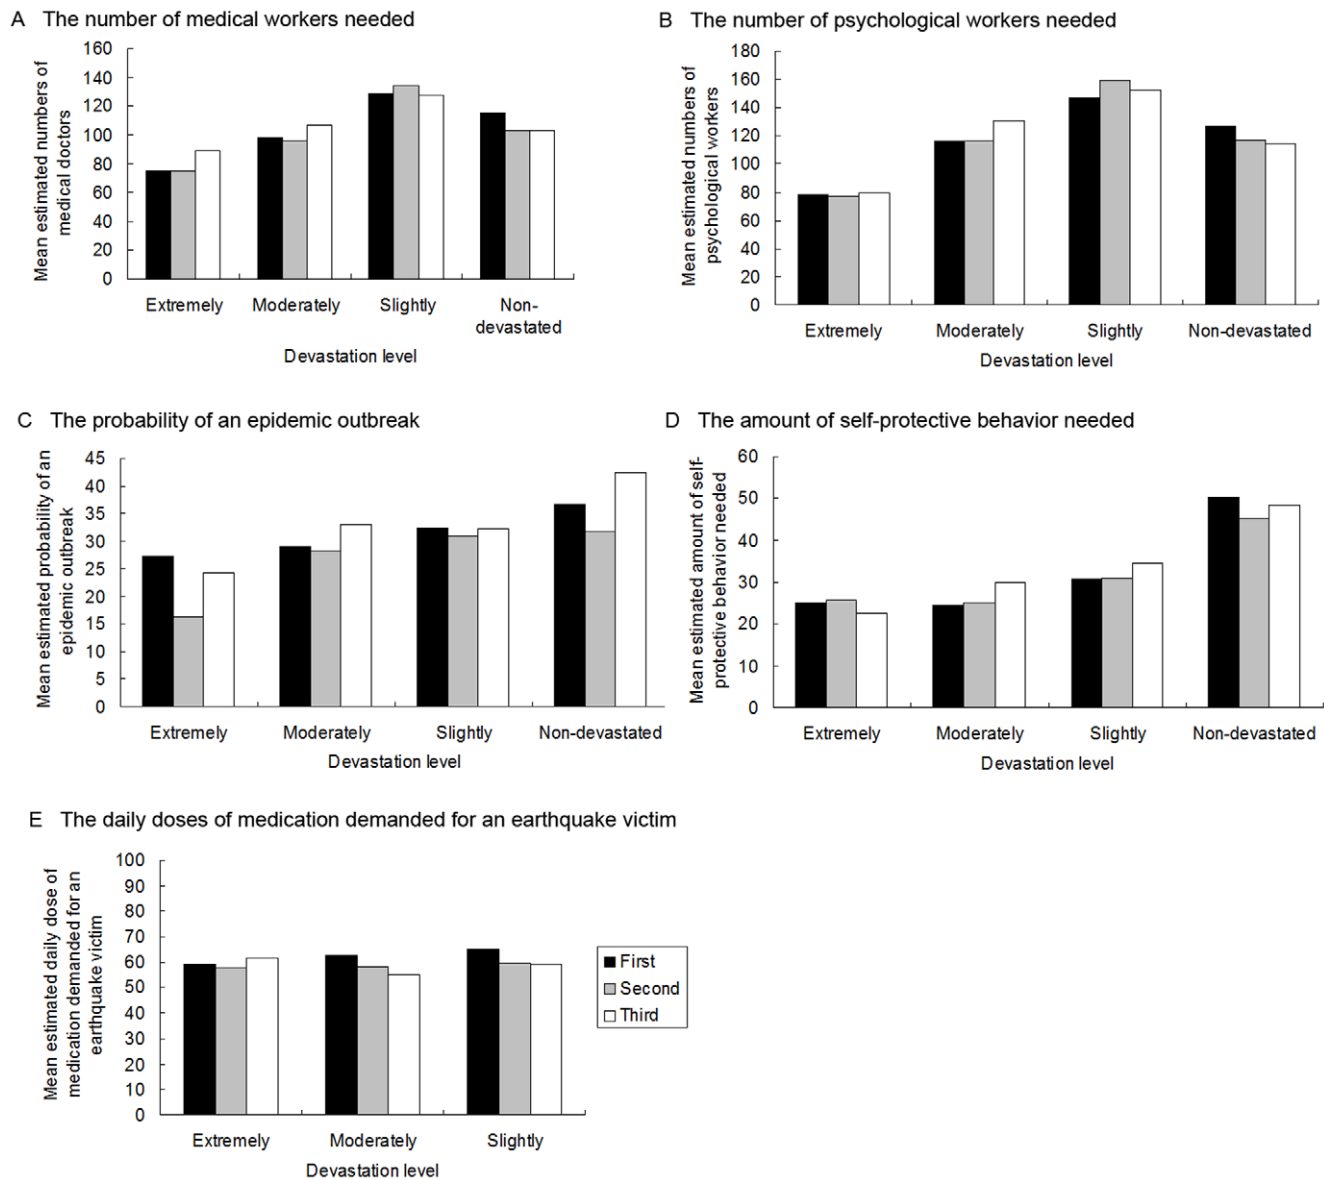 A The number of medical workers needed
Mean estimated numbers of
medical doctors
160
140
120
100
80
60
40
20
0
Extremely
Moderately
Slightly
Non-
devastated
Devastation level
B The number of psychological workers needed
Mean estimated numbers of
psychological workers
180
160
140
120
100
80
60
40
20
0
Extremely
Moderately
Slightly
Non-devastated
Devastation level
C The probability of an epidemic outbreak
Mean estimated probability of an
epidemic outbreak
45
40
35
30
25
20
15
10
5
0
Extremely
Moderately
Slightly
Non-devastated
Devastation level
D The amount of self-protective behavior needed
Mean estimated amount of self-
protective behavior needed
60
50
40
30
20
10
0
Extremely
Moderately
Slightly
Non-devastated
Devastation level
E The daily doses of medication demanded for an earthquake victim
Mean estimated daily dose of
medication demanded for an
earthquake victim
100
90
80
70
60
50
40
30
20
10
0
Extremely
Moderately
Slightly
Devastation level
First
Second
Third